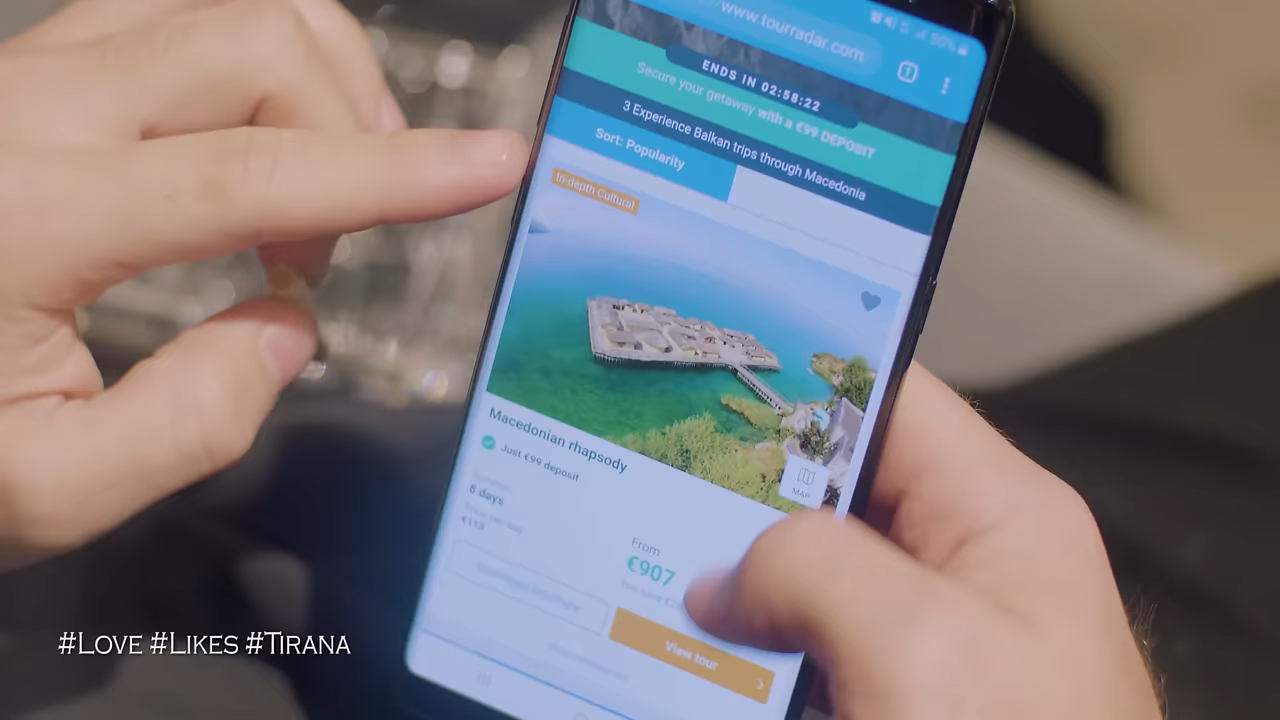 www.tourradar.com
90%
ENDS IN 02:58:22
Secure your getaway with a €99 DEPOSIT
3 Experience Balkan trips through Macedonia
Sort: Popularity
In-depth Cultural
MAP
Macedonian rhapsody
Just €99 deposit
8 days
€113
From
€907
View tour
#LOVE #LIKES #TIRANA